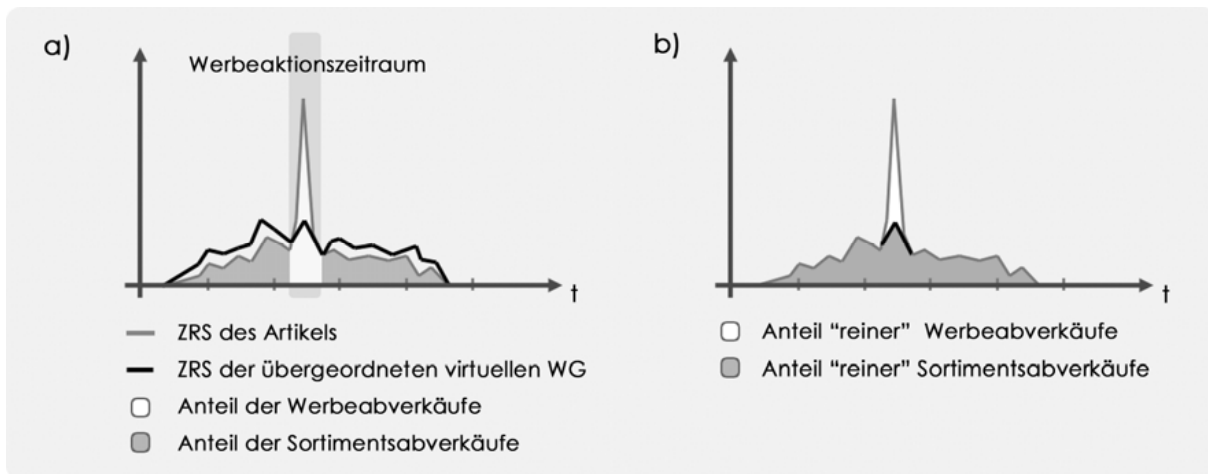 a)
Werbeaktionszeitraum
t
ZRS des Artikels
ZRS der übergeordneten virtuellen WG
Anteil der Werbeabverkäufe
Anteil der Sortimentsabverkäufe
b)
t
Anteil "reiner" Werbeabverkäufe
Anteil "reiner" Sortimentsabverkäufe